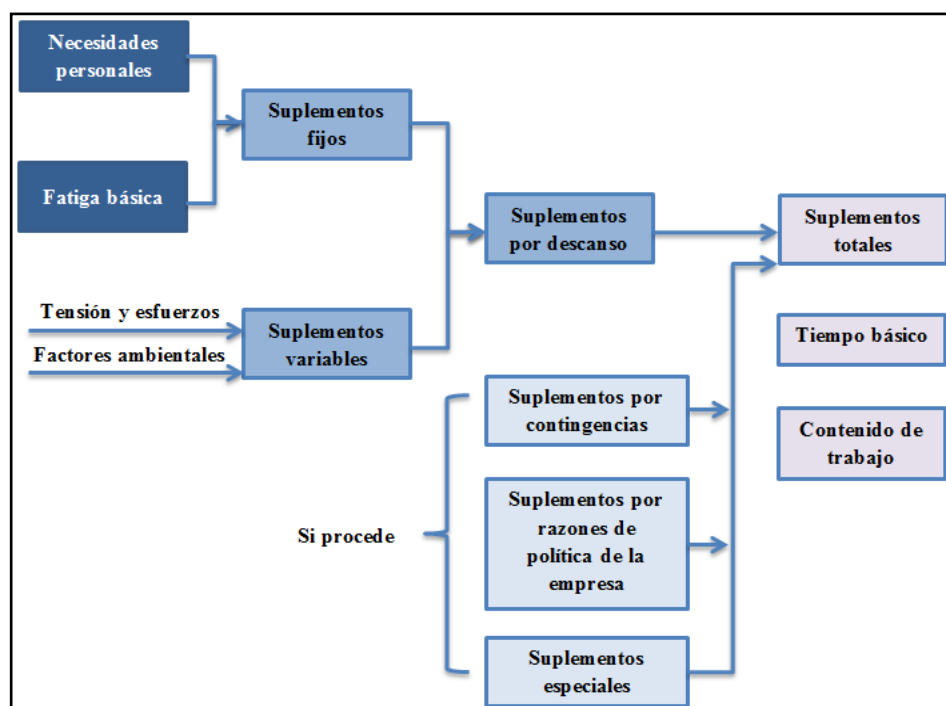 Necesidades
personales
Suplementos
fijos
Fatiga básica
Suplementos
por descanso
Suplementos
totales
Tensión y esfuerzos
Factores ambientales
Suplementos
variables
Tiempo básico
Suplementos por
contingencias
Contenido de
trabajo
Si procede
Suplementos por
razones de
política de la
empresa
Suplementos
especiales